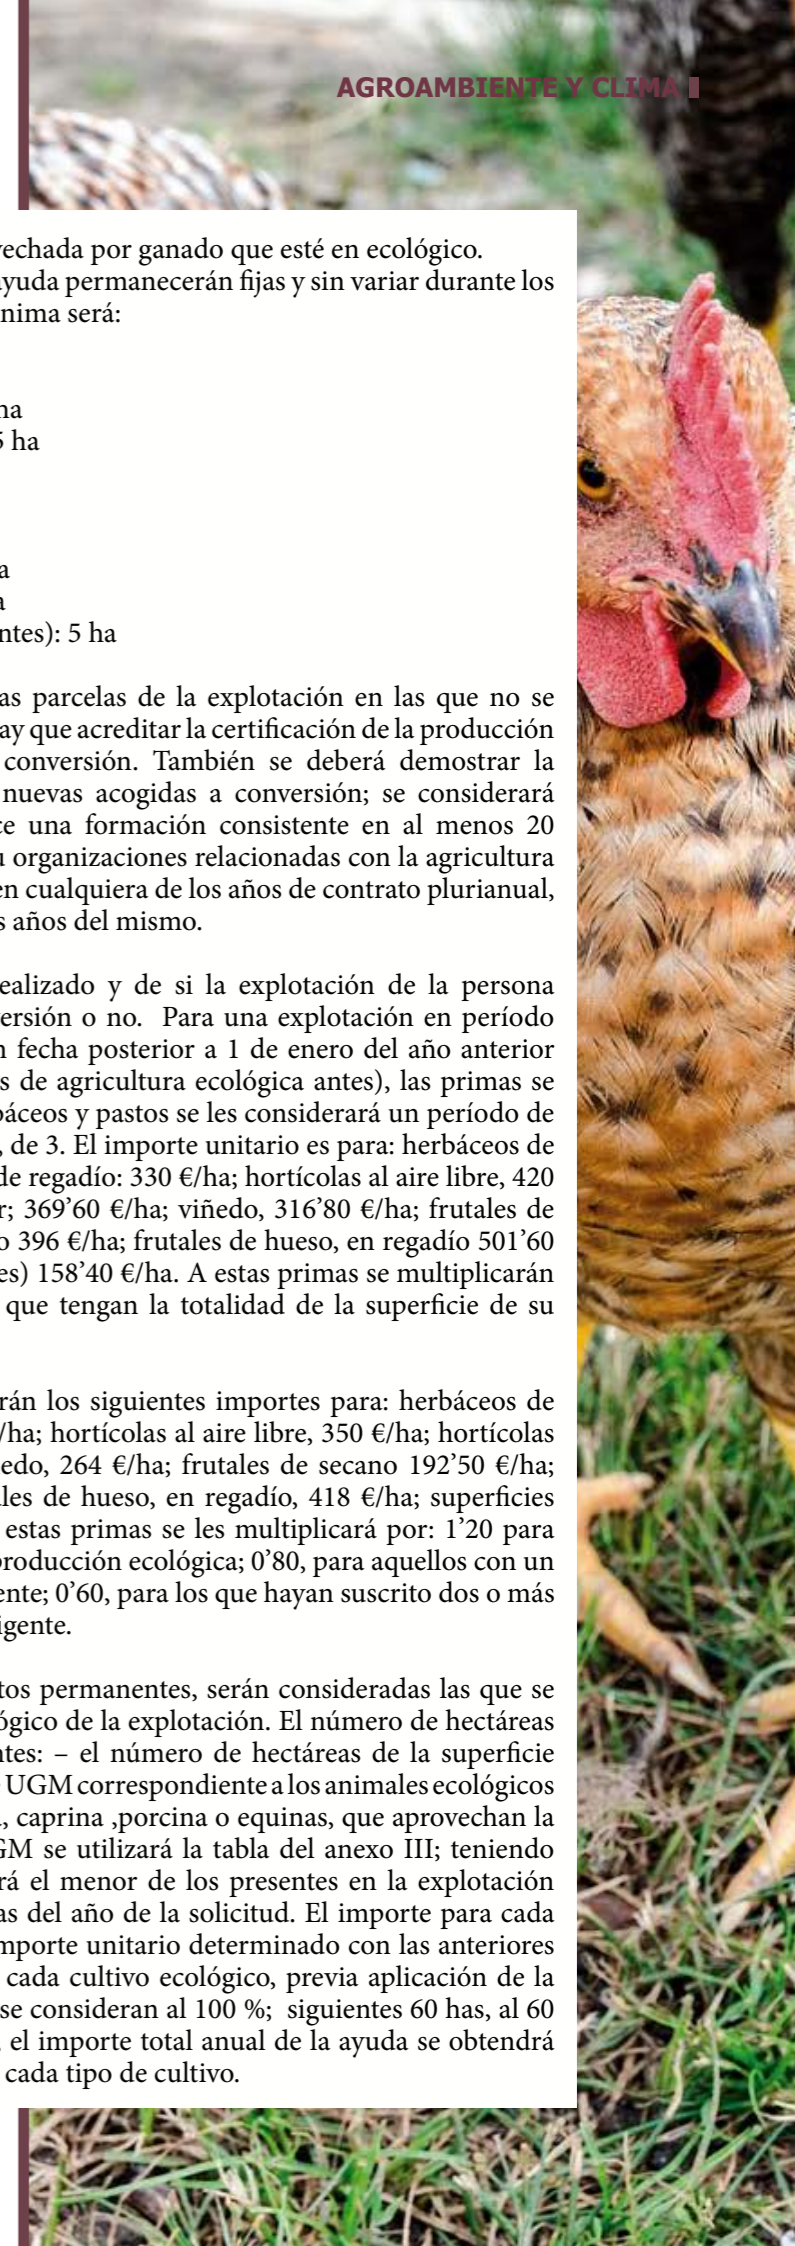 AGROAMBIENTE Y CLIMA
vechada por ganado que esté en ecológico.
ayuda permanecerán fijas y sin variar durante los
nima será:
ha
5 ha
a
a
ntes): 5 ha
as parcelas de la explotación en las que no se
ay que acreditar la certificación de la producción
conversión. También se deberá demostrar la
nuevas acogidas a conversión; se considerará
ce una formación consistente en al menos 20
u organizaciones relacionadas con la agricultura
en cualquiera de los años de contrato plurianual,
s años del mismo.
ealizado y de si la explotación de la persona
versión o no. Para una explotación en período
n fecha posterior a 1 de enero del año anterior
s de agricultura ecológica antes), las primas se
báceos y pastos se les considerará un período de
, de 3. El importe unitario es para: herbáceos de
de regadío: 330 €/ha; hortícolas al aire libre, 420
r; 369’60 €/ha; viñedo, 316’80 €/ha; frutales de
o 396 €/ha; frutales de hueso, en regadío 501’60
es) 158’40 €/ha. A estas primas se multiplicarán
que tengan la totalidad de la superficie de su
rán los siguientes importes para: herbáceos de
/ha; hortícolas al aire libre, 350 €/ha; hortícolas
edo, 264 €/ha; frutales de secano 192’50 €/ha;
les de hueso, en regadío, 418 €/ha; superficies
estas primas se les multiplicará por: 1’20 para
producción ecológica; 0’80, para aquellos con un
ente; 0’60, para los que hayan suscrito dos o más
igente.
tos permanentes, serán consideradas las que se
ógico de la explotación. El número de hectáreas
ntes: – el número de hectáreas de la superficie
UGM correspondiente a los animales ecológicos
, caprina ,porcina o equinas, que aprovechan la
GM se utilizará la tabla del anexo III; teniendo
rá el menor de los presentes en la explotación
as del año de la solicitud. El importe para cada
mporte unitario determinado con las anteriores
cada cultivo ecológico, previa aplicación de la
se consideran al 100 %; siguientes 60 has, al 60
, el importe total anual de la ayuda se obtendrá
cada tipo de cultivo.